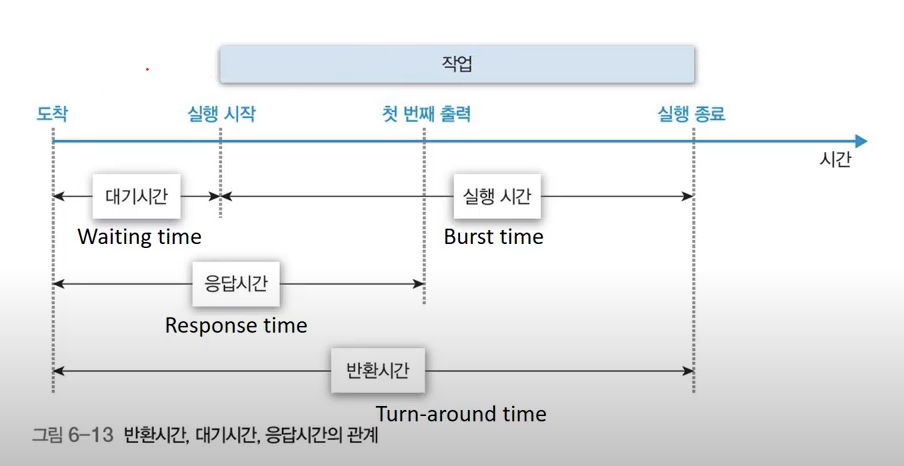 작업
도착
실행 시작
첫 번째 출력
실행 종료
시간
대기시간
실행 시간
Waiting time
Burst time
응답시간
Response time
반환시간
Turn-around time
그림 6-13 반환시간, 대기시간, 응답시간의 관계